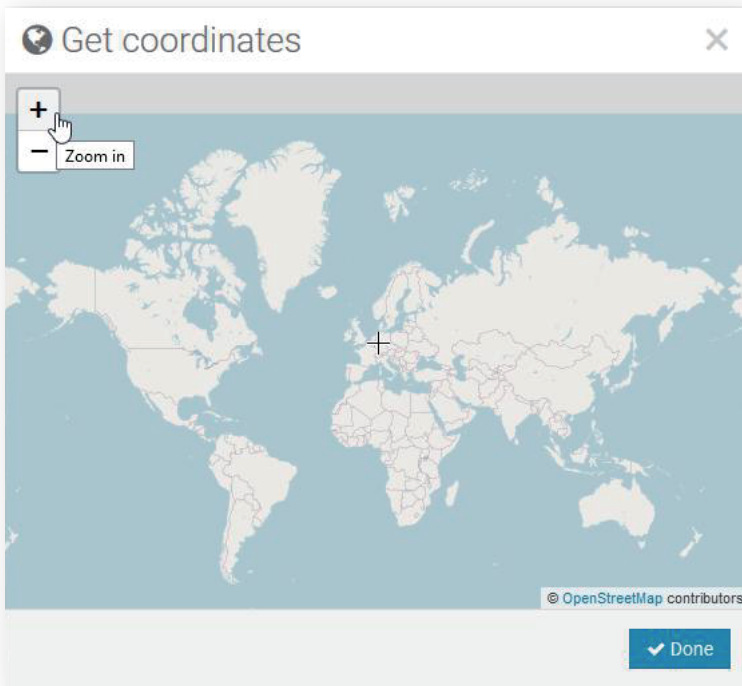 Get coordinates
×
+
−
Zoom in
© OpenStreetMap contributors
Done